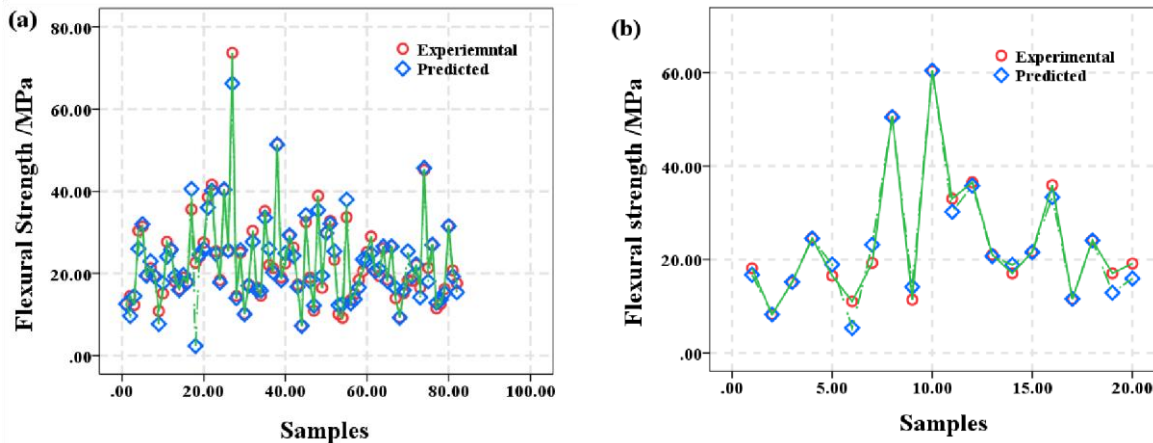 (a)
80.00
60.00
40.00
20.00
.00
Flexural Strength /MPa
Experiemntal
Predicted
.00 20.00 40.00 60.00 80.00 100.00
Samples
(b)
60.00
40.00
20.00
.00
Flexural strength /MPa
Experimental
Predicted
.00 5.00 10.00 15.00 20.00
Samples